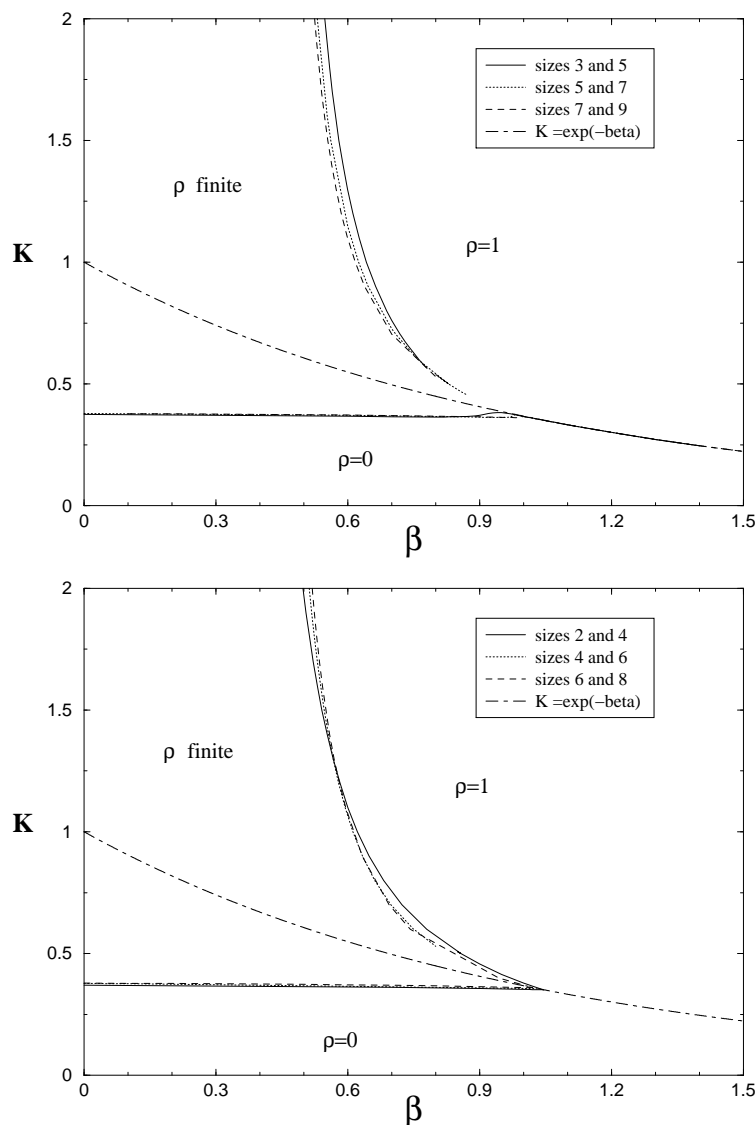 2
1.5
1
0.5
0
K
sizes 3 and 5
sizes 5 and 7
sizes 7 and 9
K =exp(−beta)
ρ finite
ρ=1
ρ=0
0 0.3 0.6 0.9 1.2 1.5
β
2
1.5
1
0.5
0
K
sizes 2 and 4
sizes 4 and 6
sizes 6 and 8
K =exp(−beta)
ρ finite
ρ=1
ρ=0
0 0.3 0.6 0.9 1.2 1.5
β